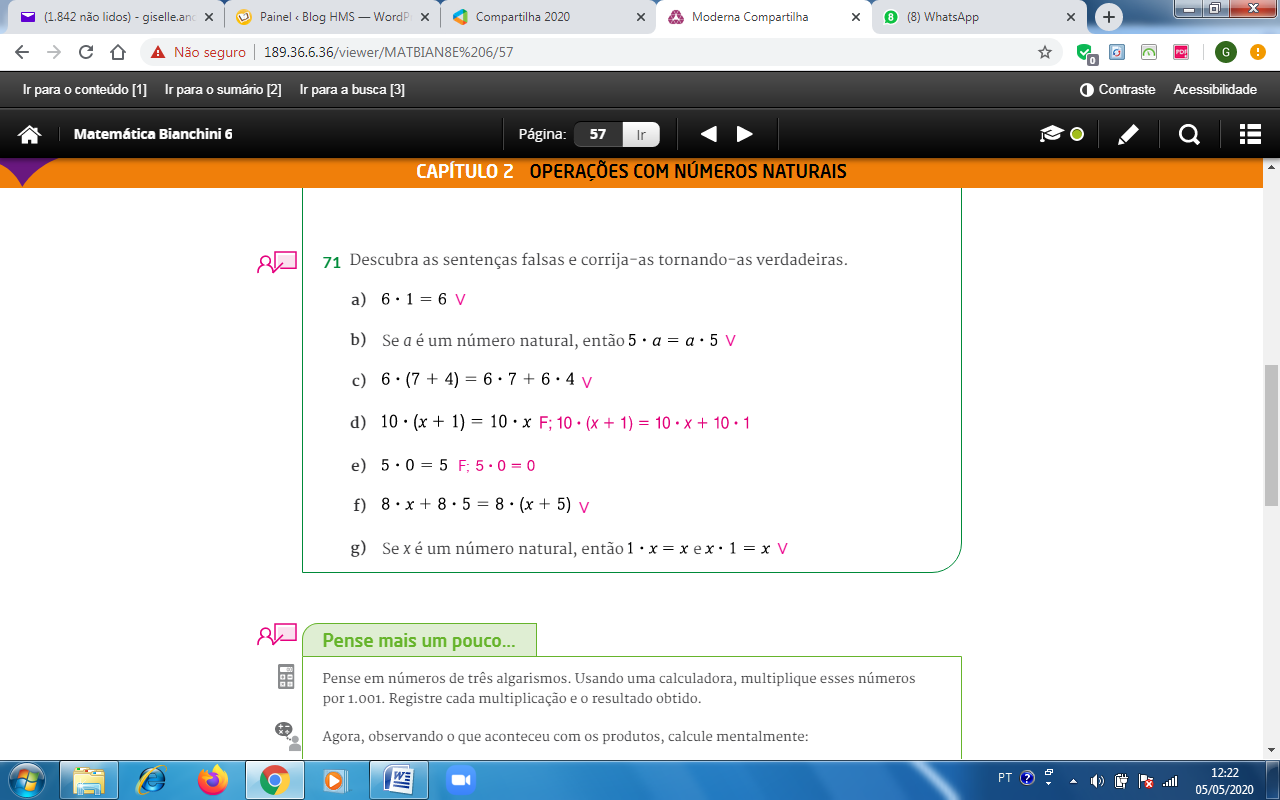 (1.842 não lidos) - giselle.and
Painel ‹ Blog HMS — WordPr
Compartilha 2020
Moderna Compartilha
(8) WhatsApp
Não seguro | 189.36.6.36/viewer/MATBIAN8E%206/57
Ir para o conteúdo [1] Ir para o sumário [2] Ir para a busca [3] Contraste Acessibilidade
Matemática Bianchini 6 Página: 57 Ir
CAPÍTULO 2 OPERAÇÕES COM NÚMEROS NATURAIS
71 Descubra as sentenças falsas e corrija-as tornando-as verdadeiras.
a) 6 · 1 = 6 V
b) Se a é um número natural, então 5 · a = a · 5 V
c) 6 · (7 + 4) = 6 · 7 + 6 · 4 V
d) 10 · (x + 1) = 10 · x F; 10 · (x + 1) = 10 · x + 10 · 1
e) 5 · 0 = 5 F; 5 · 0 = 0
f) 8 · x + 8 · 5 = 8 · (x + 5) V
g) Se x é um número natural, então 1 · x = x e x · 1 = x V
Pense mais um pouco...
Pense em números de três algarismos. Usando uma calculadora, multiplique esses números
por 1.001. Registre cada multiplicação e o resultado obtido.
Agora, observando o que aconteceu com os produtos, calcule mentalmente:
PT 12:22
05/05/2020